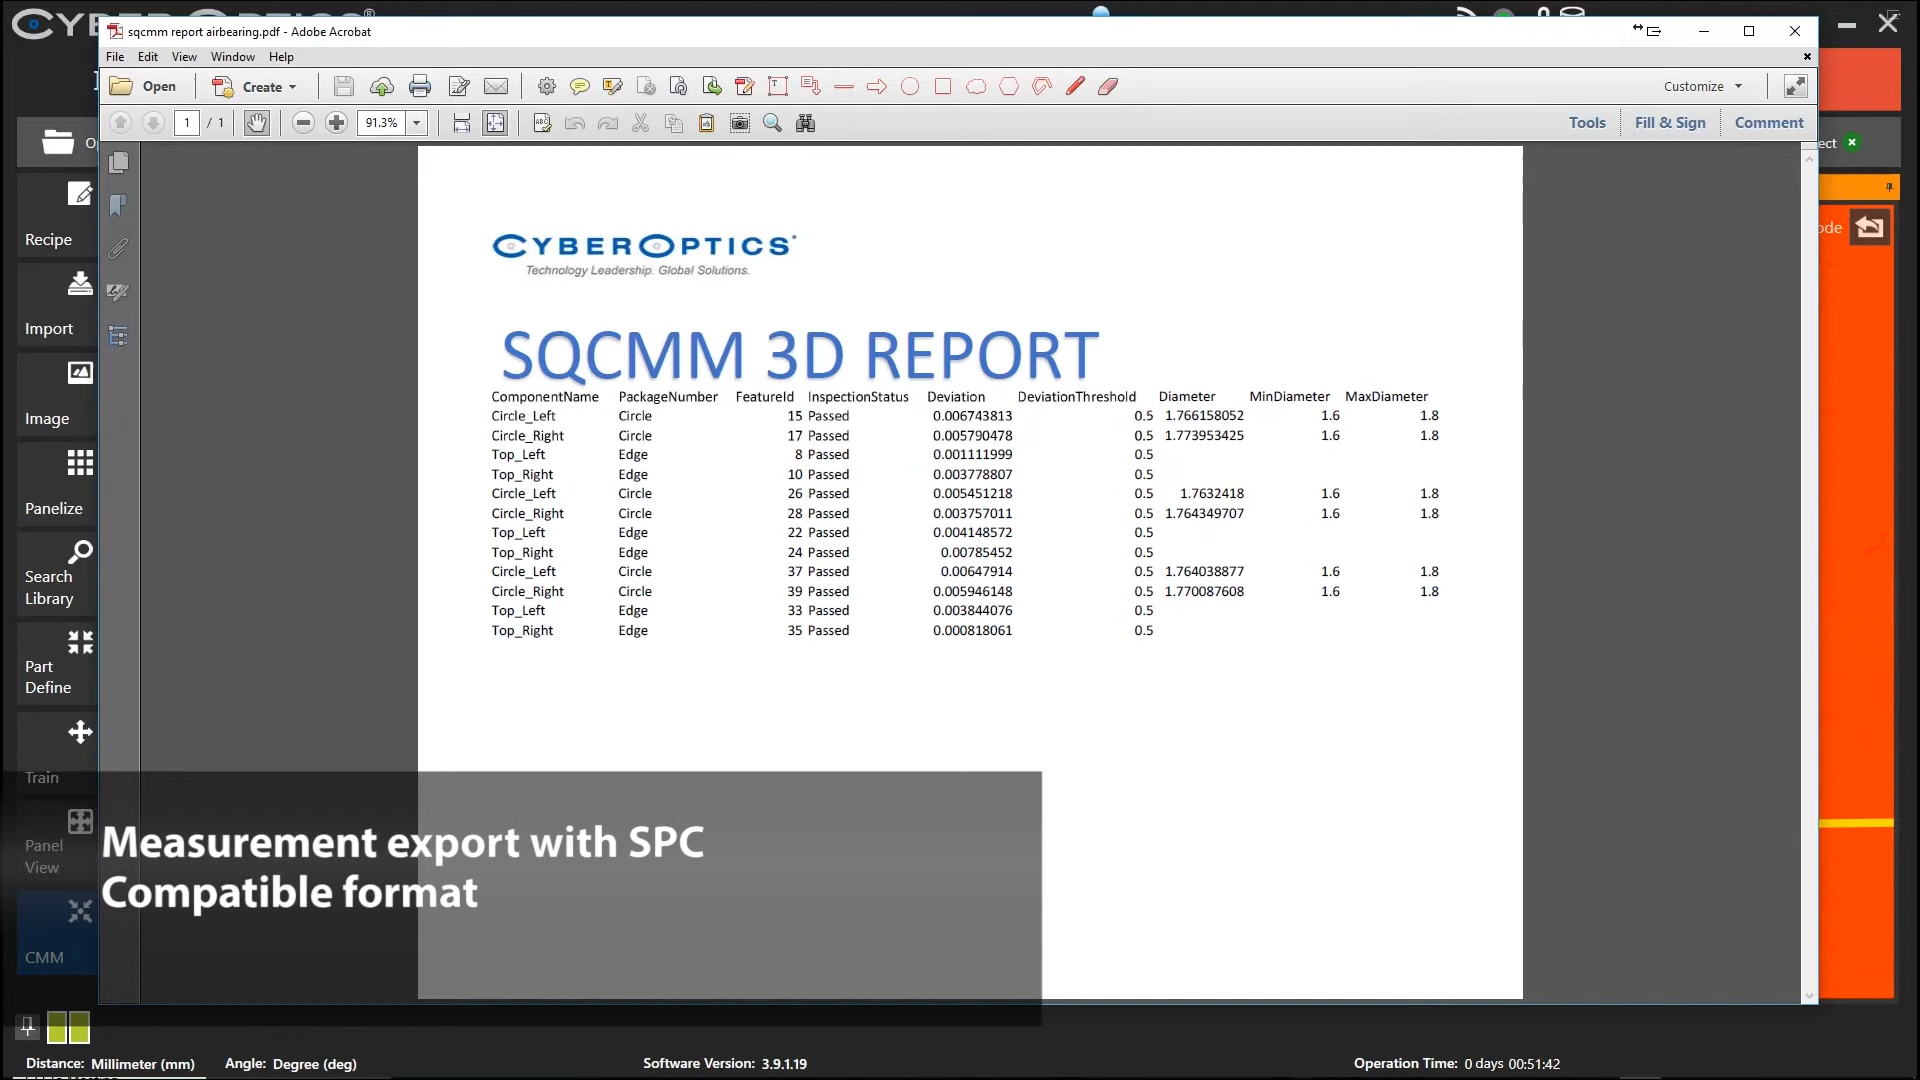 sqcmm report airbearing.pdf - Adobe Acrobat
File Edit View Window Help
Open Create Customize
1 / 1 91.3% Tools Fill & Sign Comment
CYBEROPTICS
Technology Leadership. Global Solutions.
SQCMM 3D REPORT
ComponentName PackageNumber FeatureId InspectionStatus Deviation DeviationThreshold Diameter MinDiameter MaxDiameter
Circle_Left Circle 15 Passed 0.006743813 0.5 1.766158052 1.6 1.8
Circle_Right Circle 17 Passed 0.005790478 0.5 1.773953425 1.6 1.8
Top_Left Edge 8 Passed 0.001111999 0.5
Top_Right Edge 10 Passed 0.003778807 0.5
Circle_Left Circle 26 Passed 0.005451218 0.5 1.7632418 1.6 1.8
Circle_Right Circle 28 Passed 0.003757011 0.5 1.764349707 1.6 1.8
Top_Left Edge 22 Passed 0.004148572 0.5
Top_Right Edge 24 Passed 0.00785452 0.5
Circle_Left Circle 37 Passed 0.00647914 0.5 1.764038877 1.6 1.8
Circle_Right Circle 39 Passed 0.005946148 0.5 1.770087608 1.6 1.8
Top_Left Edge 33 Passed 0.003844076 0.5
Top_Right Edge 35 Passed 0.000818061 0.5
Recipe
Import
Image
Panelize
Search
Library
Part
Define
Train
Panel
View
CMM
Measurement export with SPC
Compatible format
Distance: Millimeter (mm) Angle: Degree (deg) Software Version: 3.9.1.19 Operation Time: 0 days 00:51:42